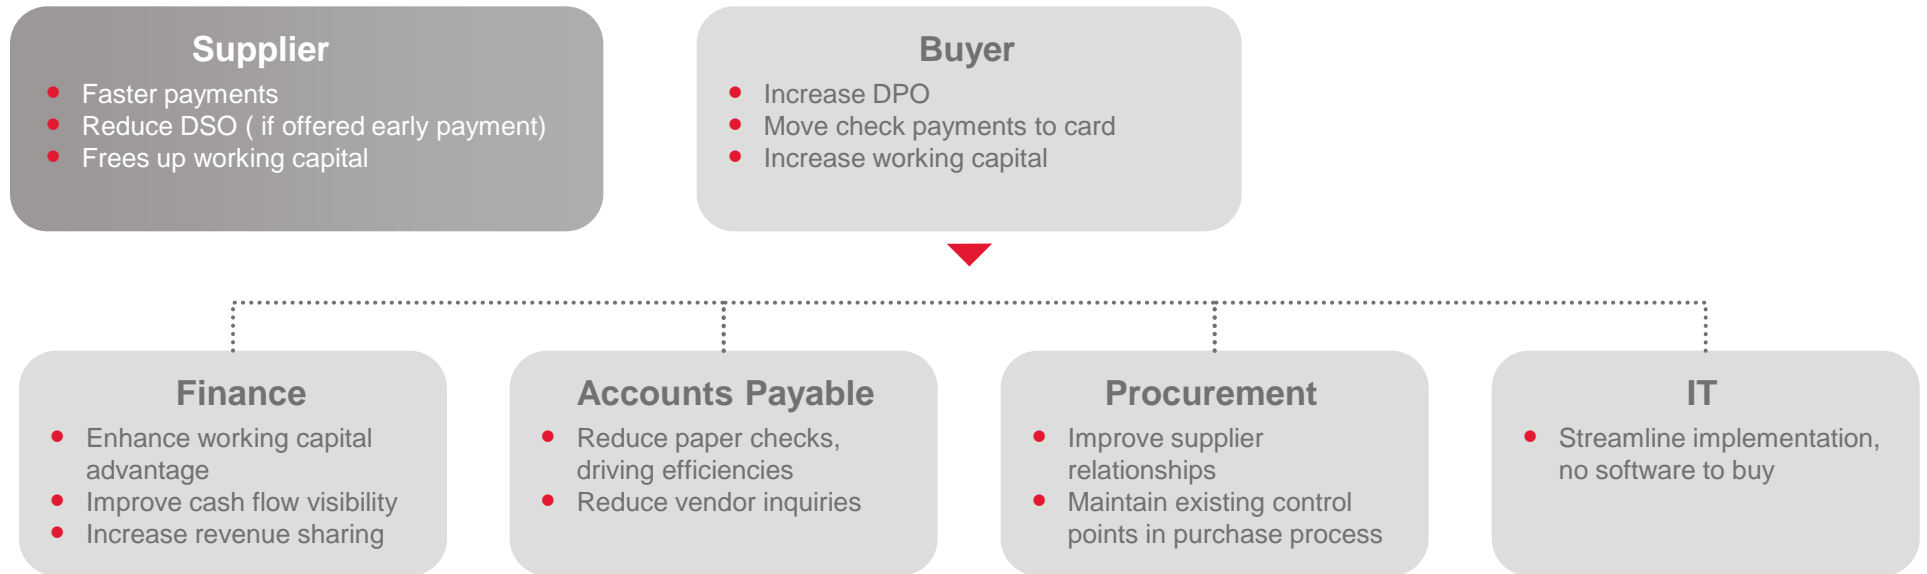 Supplier
Faster payments
Reduce DSO ( if offered early payment)
Frees up working capital
Buyer
Increase DPO
Move check payments to card
Increase working capital
Finance
Enhance working capital
advantage
Improve cash flow visibility
Increase revenue sharing
Accounts Payable
Reduce paper checks,
driving efficiencies
Reduce vendor inquiries
Procurement
Improve supplier
relationships
Maintain existing control
points in purchase process
IT
Streamline implementation,
no software to buy